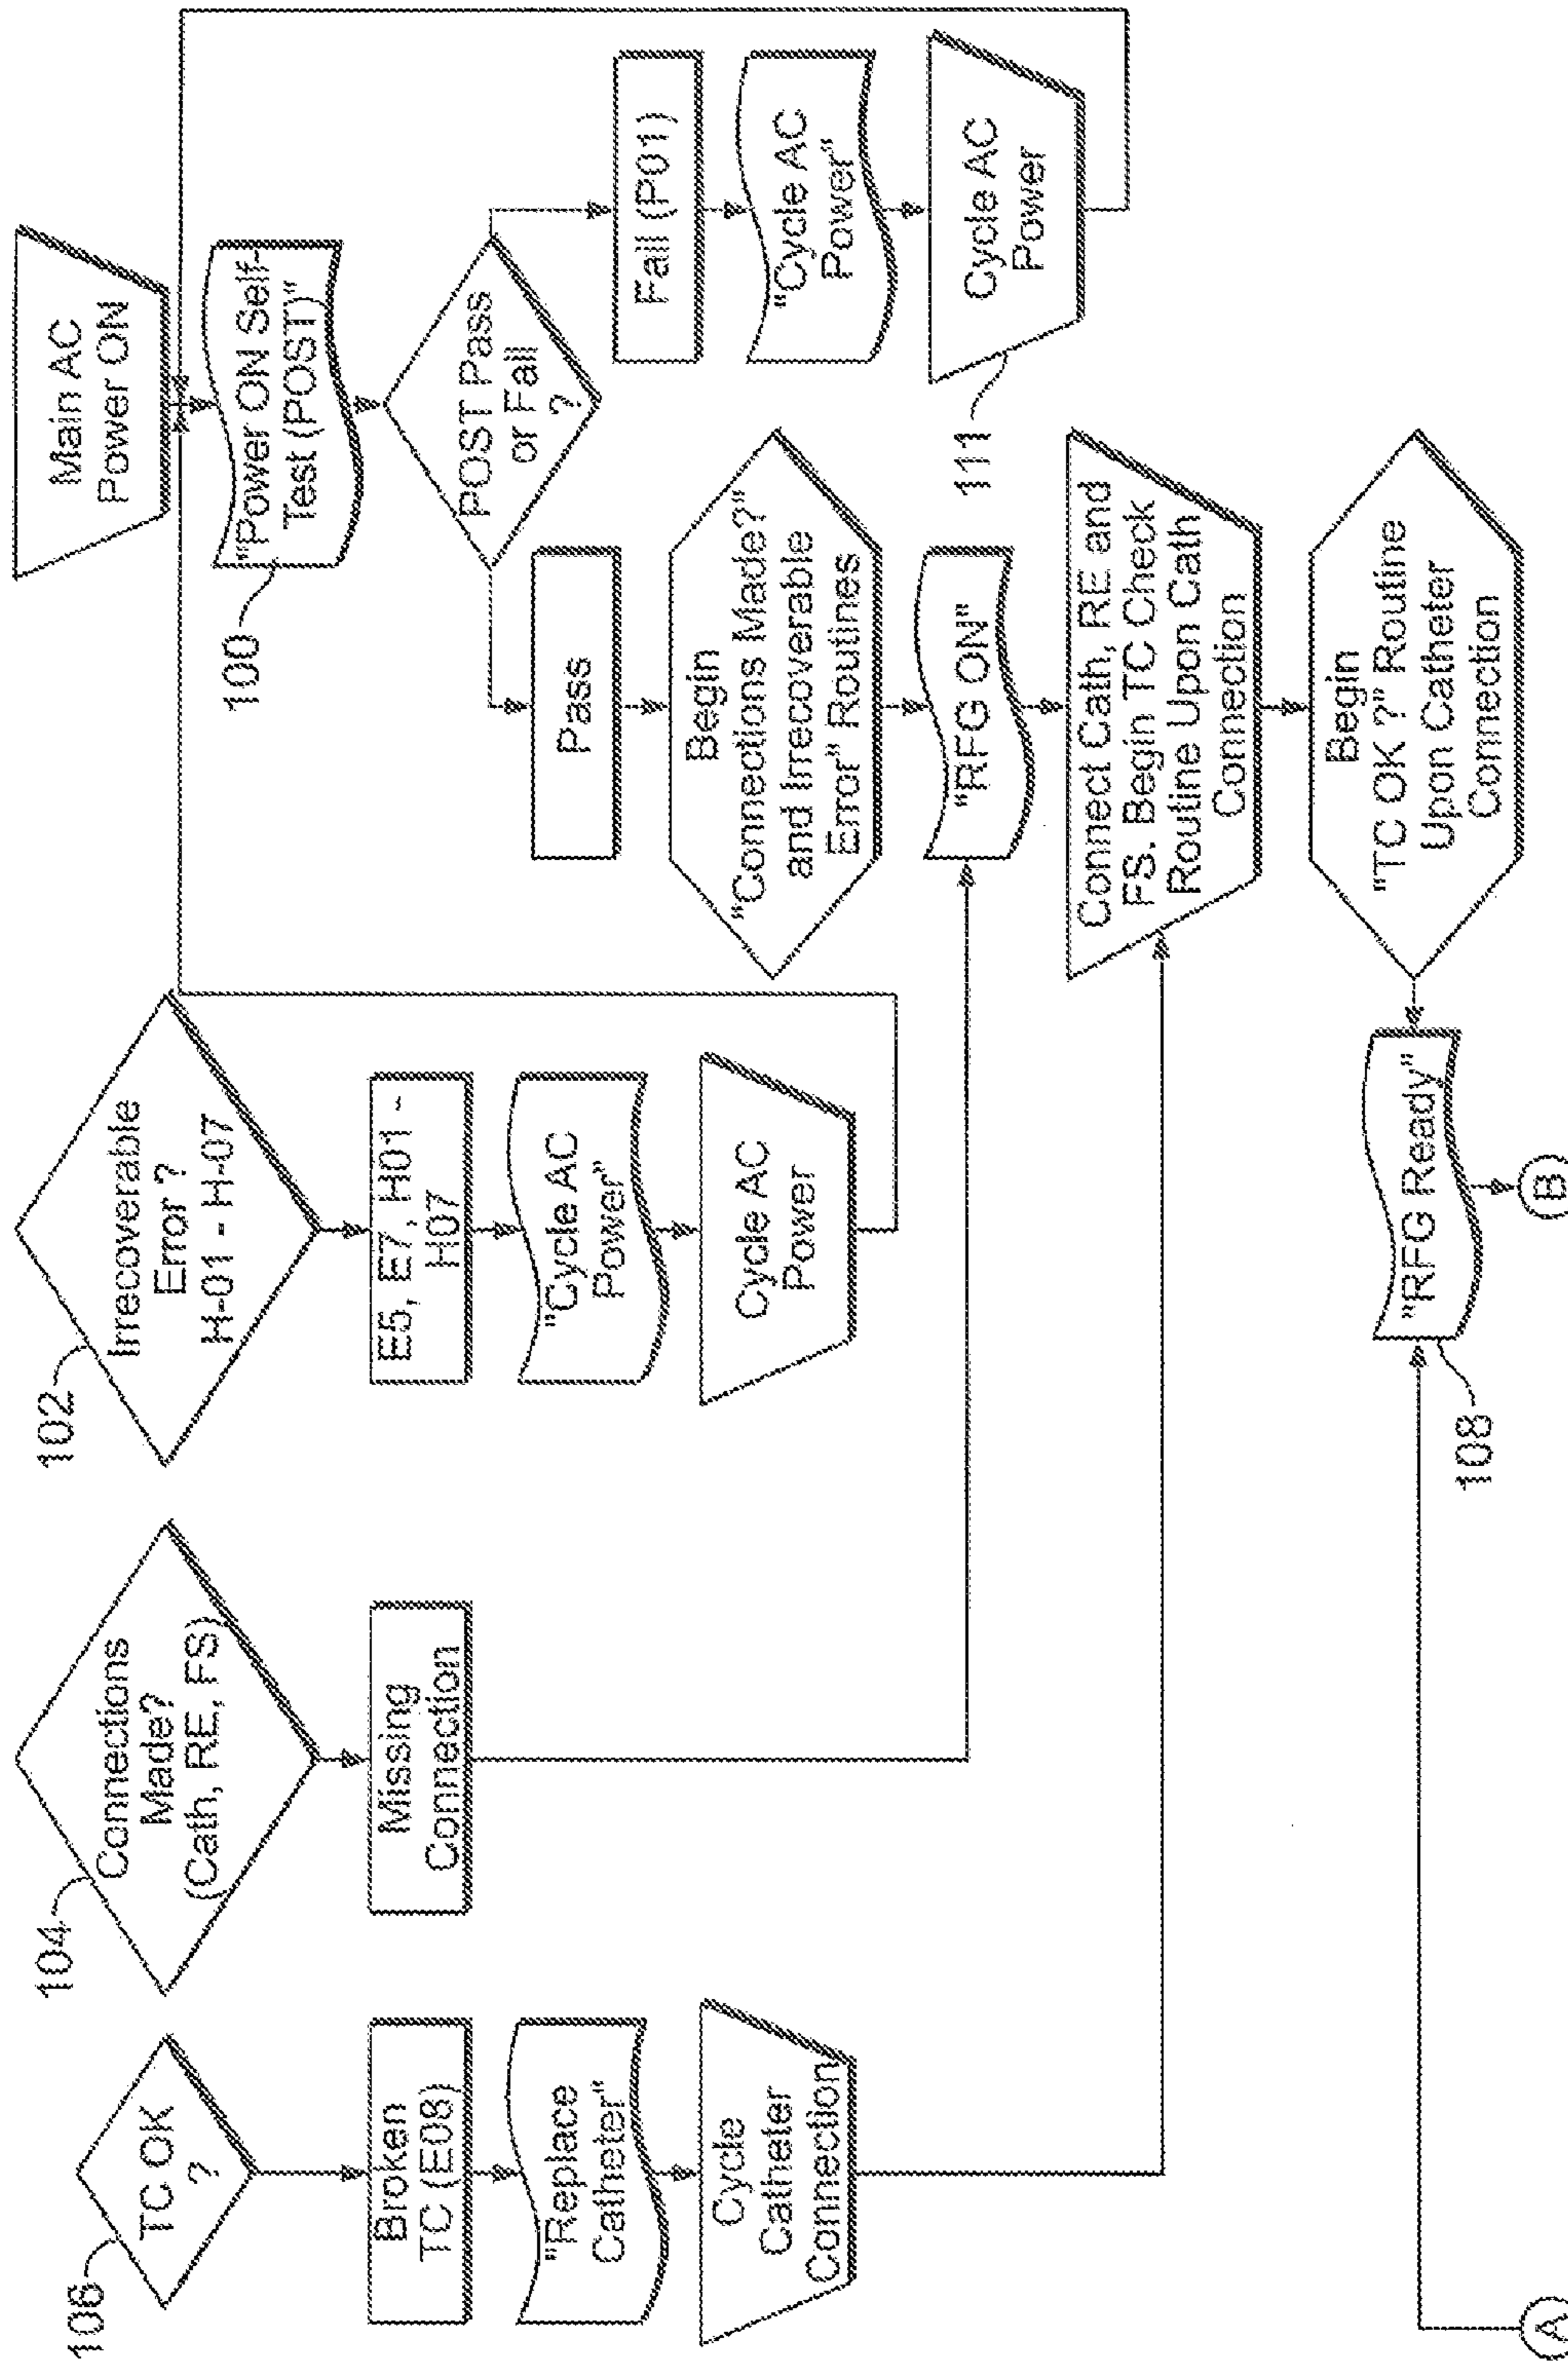 106
TC OK
?
Broken
TC (E08)
"Replace
Catheter"
Cycle
Catheter
Connection
104
Connections
Made?
(Cath, RE, FS)
Missing
Connection
102
Irrecoverable
Error ?
H-01 - H-07
E5, E7, H01 -
H07
"Cycle AC
Power"
Cycle AC
Power
Main AC
Power ON
100
"Power ON Self-
Test (POST)"
POST Pass
or Fail
?
Pass
Begin
"Connections Made?"
and Irrecoverable
Error" Routines
"RFG ON"
Connect Cath, RE and
FS. Begin TC Check
Routine Upon Cath
Connection
Begin
"TC OK ?" Routine
Upon Catheter
Connection
Fail (P01)
"Cycle AC
Power"
Cycle AC
Power
111
"RFG Ready"
108
A
B